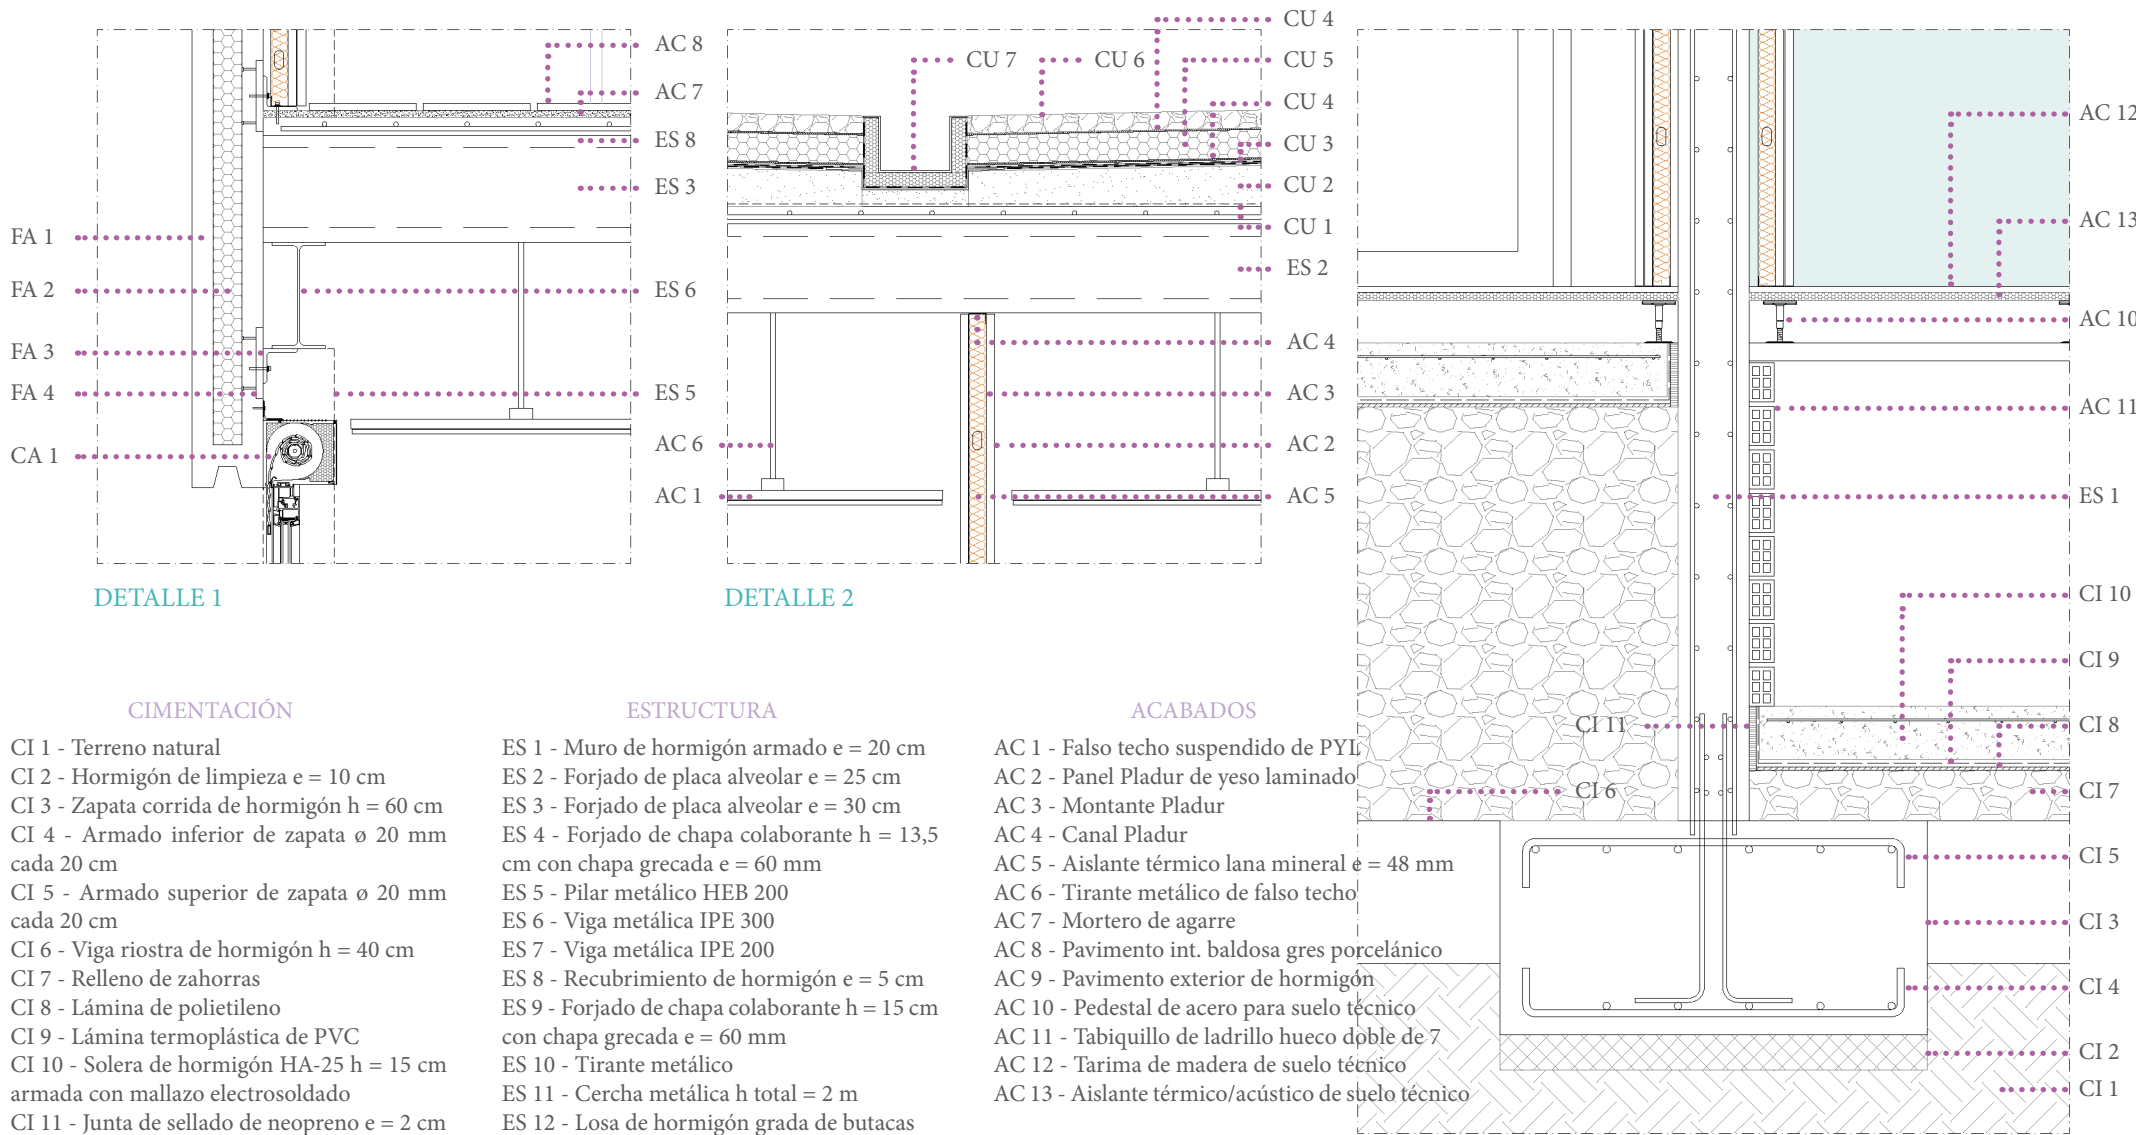 AC 8
AC 7
ES 8
ES 3
FA 1
FA 2
ES 6
FA 3
FA 4
ES 5
CA 1
DETALLE 1
CU 4
CU 7
CU 6
CU 5
CU 4
CU 3
CU 2
CU 1
ES 2
AC 4
AC 3
AC 6
AC 2
AC 1
AC 5
DETALLE 2
AC 12
AC 13
AC 10
AC 11
ES 1
CI 10
CI 9
CI 11
CI 8
CI 6
CI 7
CI 5
CI 3
CI 4
CI 2
CI 1
CIMENTACIÓN
CI 1 - Terreno natural
CI 2 - Hormigón de limpieza e = 10 cm
CI 3 - Zapata corrida de hormigón h = 60 cm
CI 4 - Armado inferior de zapata ø 20 mm
cada 20 cm
CI 5 - Armado superior de zapata ø 20 mm
cada 20 cm
CI 6 - Viga riostra de hormigón h = 40 cm
CI 7 - Relleno de zahorras
CI 8 - Lámina de polietileno
CI 9 - Lámina termoplástica de PVC
CI 10 - Solera de hormigón HA-25 h = 15 cm
armada con mallazo electrosoldado
CI 11 - Junta de sellado de neopreno e = 2 cm
ESTRUCTURA
ES 1 - Muro de hormigón armado e = 20 cm
ES 2 - Forjado de placa alveolar e = 25 cm
ES 3 - Forjado de placa alveolar e = 30 cm
ES 4 - Forjado de chapa colaborante h = 13,5
cm con chapa grecada e = 60 mm
ES 5 - Pilar metálico HEB 200
ES 6 - Viga metálica IPE 300
ES 7 - Viga metálica IPE 200
ES 8 - Recubrimiento de hormigón e = 5 cm
ES 9 - Forjado de chapa colaborante h = 15 cm
con chapa grecada e = 60 mm
ES 10 - Tirante metálico
ES 11 - Cercha metálica h total = 2 m
ES 12 - Losa de hormigón grada de butacas
ACABADOS
AC 1 - Falso techo suspendido de PYL
AC 2 - Panel Pladur de yeso laminado
AC 3 - Montante Pladur
AC 4 - Canal Pladur
AC 5 - Aislante térmico lana mineral e = 48 mm
AC 6 - Tirante metálico de falso techo
AC 7 - Mortero de agarre
AC 8 - Pavimento int. baldosa gres porcelánico
AC 9 - Pavimento exterior de hormigón
AC 10 - Pedestal de acero para suelo técnico
AC 11 - Tabiquillo de ladrillo hueco doble de 7
AC 12 - Tarima de madera de suelo técnico
AC 13 - Aislante térmico/acústico de suelo técnico